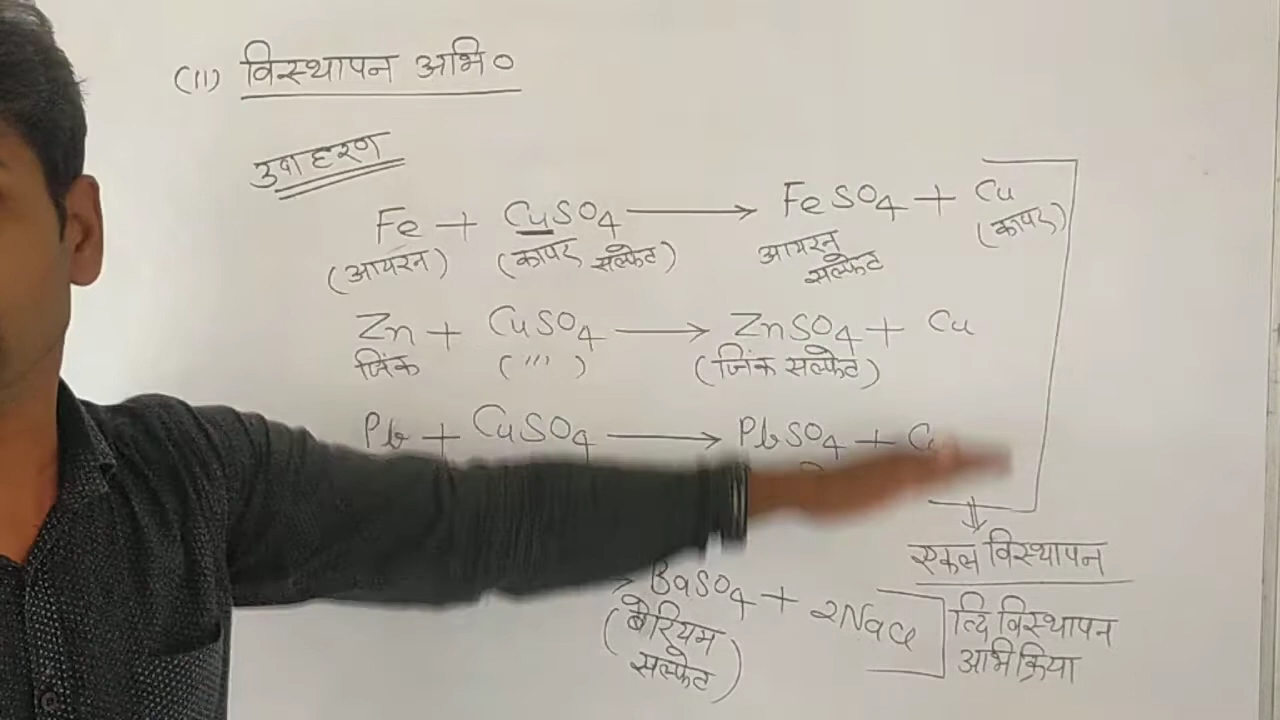 (ii) विस्थापन अभि०
उदाहरण
Fe + CuSO4 → FeSO4 + Cu
(आयरन) (कापर सल्फेट) आयरन सल्फेट (कापर)
Zn + CuSO4 → ZnSO4 + Cu
जिंक ( ''' ) (जिंक सल्फेट)
Pb + CuSO4 → PbSO4 +
⇓
एकल विस्थापन
→ BaSO4 + 2NaCl
(बेरियम सल्फेट)
व्दि विस्थापन
अभिक्रिया